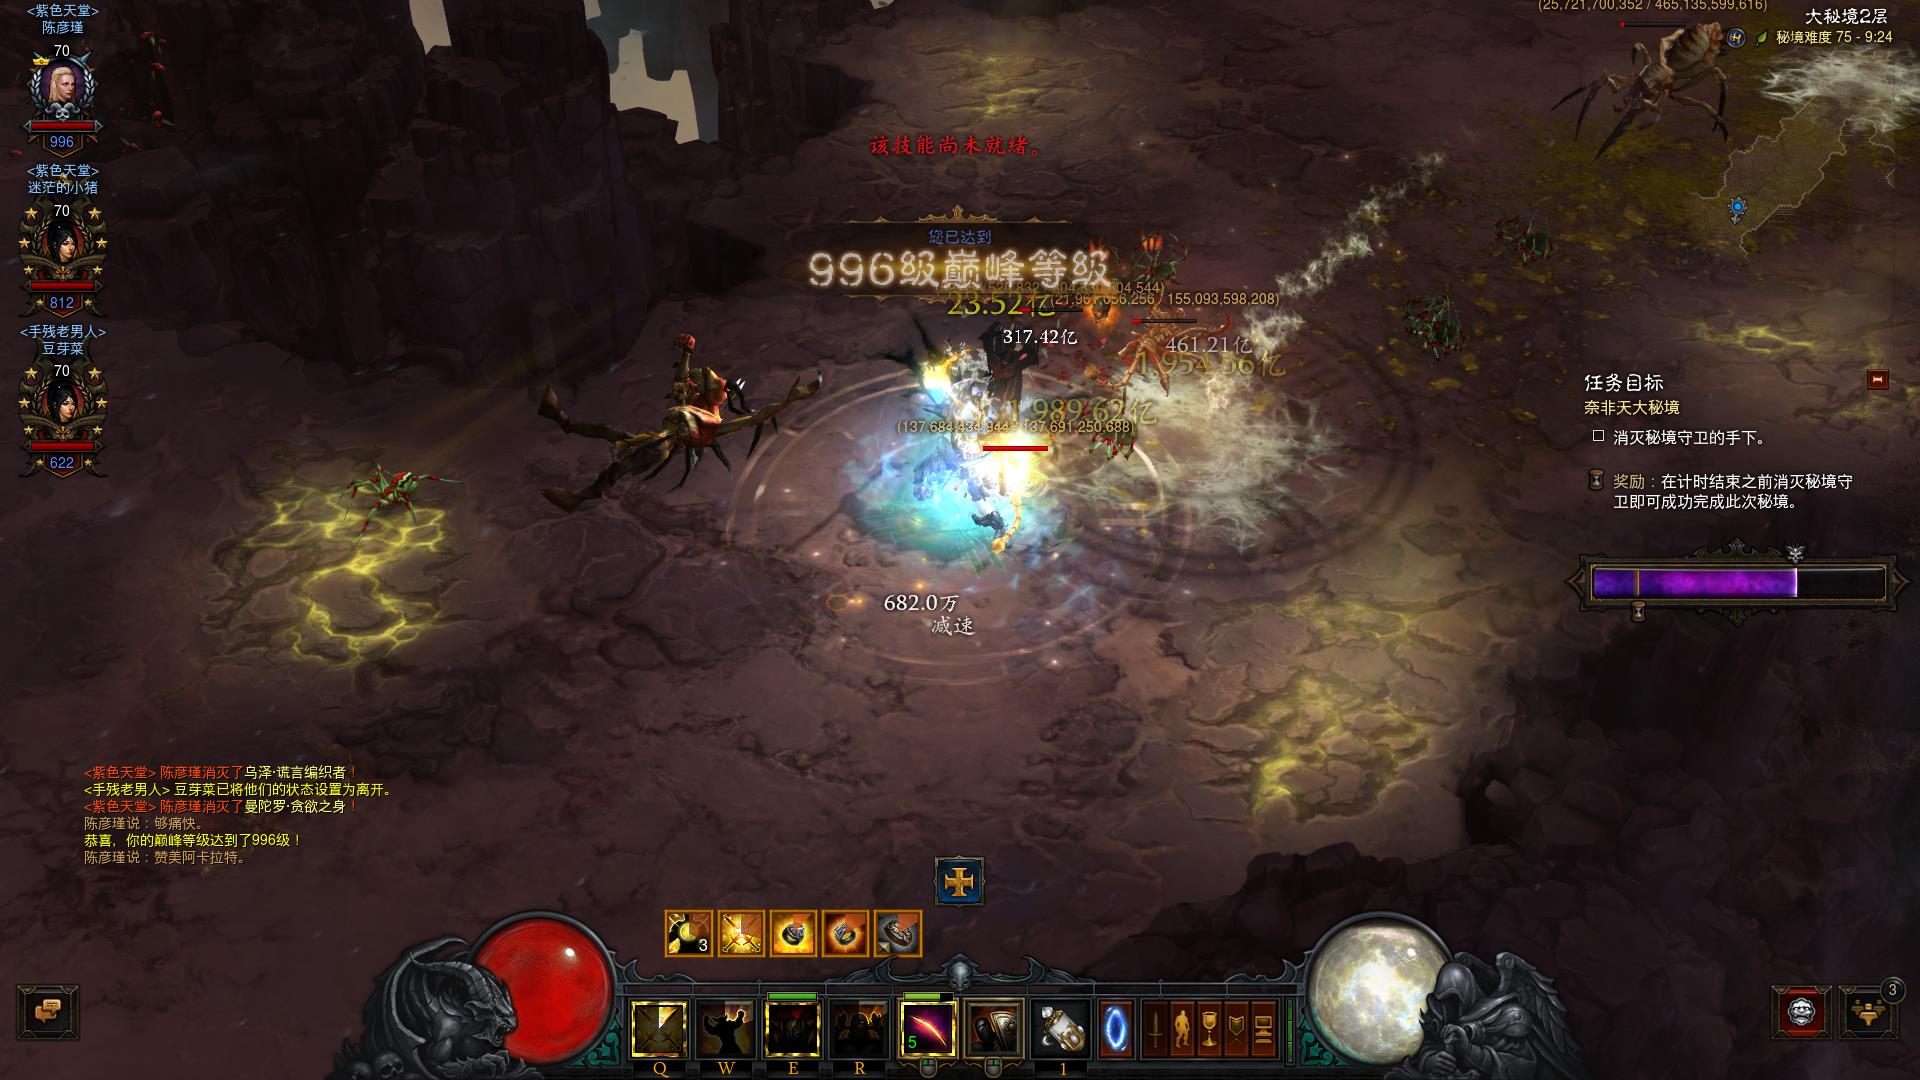 <紫色天堂>
陈彦瑾
70
996
<紫色天堂>
迷茫的小猪
70
812
<手残老男人>
豆芽菜
70
622
(25,721,700,352 / 465,135,599,616)
大秘境2层
秘境难度 75 - 9:24
该技能尚未就绪。
您已达到
996级巅峰等级
23.52亿
155,093,598,208)
317.42亿
461.21亿
1,954.56亿
1,989.62亿
137,691,250,688)
682.0万
减速
任务目标
奈非天大秘境
消灭秘境守卫的手下。
奖励：在计时结束之前消灭秘境守
卫即可成功完成此次秘境。
<紫色天堂> 陈彦瑾消灭了乌泽·谎言编织者！
<手残老男人> 豆芽菜已将他们的状态设置为离开。
<紫色天堂> 陈彦瑾消灭了曼陀罗·贪欲之身！
陈彦瑾说：够痛快。
恭喜，你的巅峰等级达到了996级！
陈彦瑾说：赞美阿卡拉特。
3
5
Q W E R 1
3